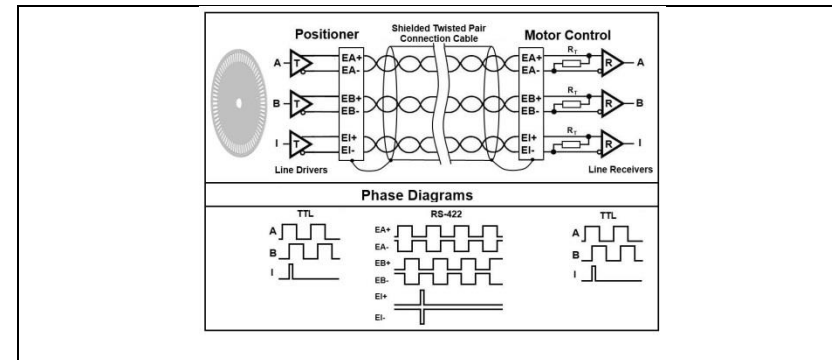 Positioner
Shielded Twisted Pair
Connection Cable
Motor Control
A
T
EA+
EA-
EA+
EA-
RT
R
A
B
T
EB+
EB-
EB+
EB-
RT
R
B
I
T
EI+
EI-
EI+
EI-
RT
R
I
Line Drivers
Line Receivers
Phase Diagrams
TTL
A
B
I
RS-422
EA+
EA-
EB+
EB-
EI+
EI-
TTL
A
B
I